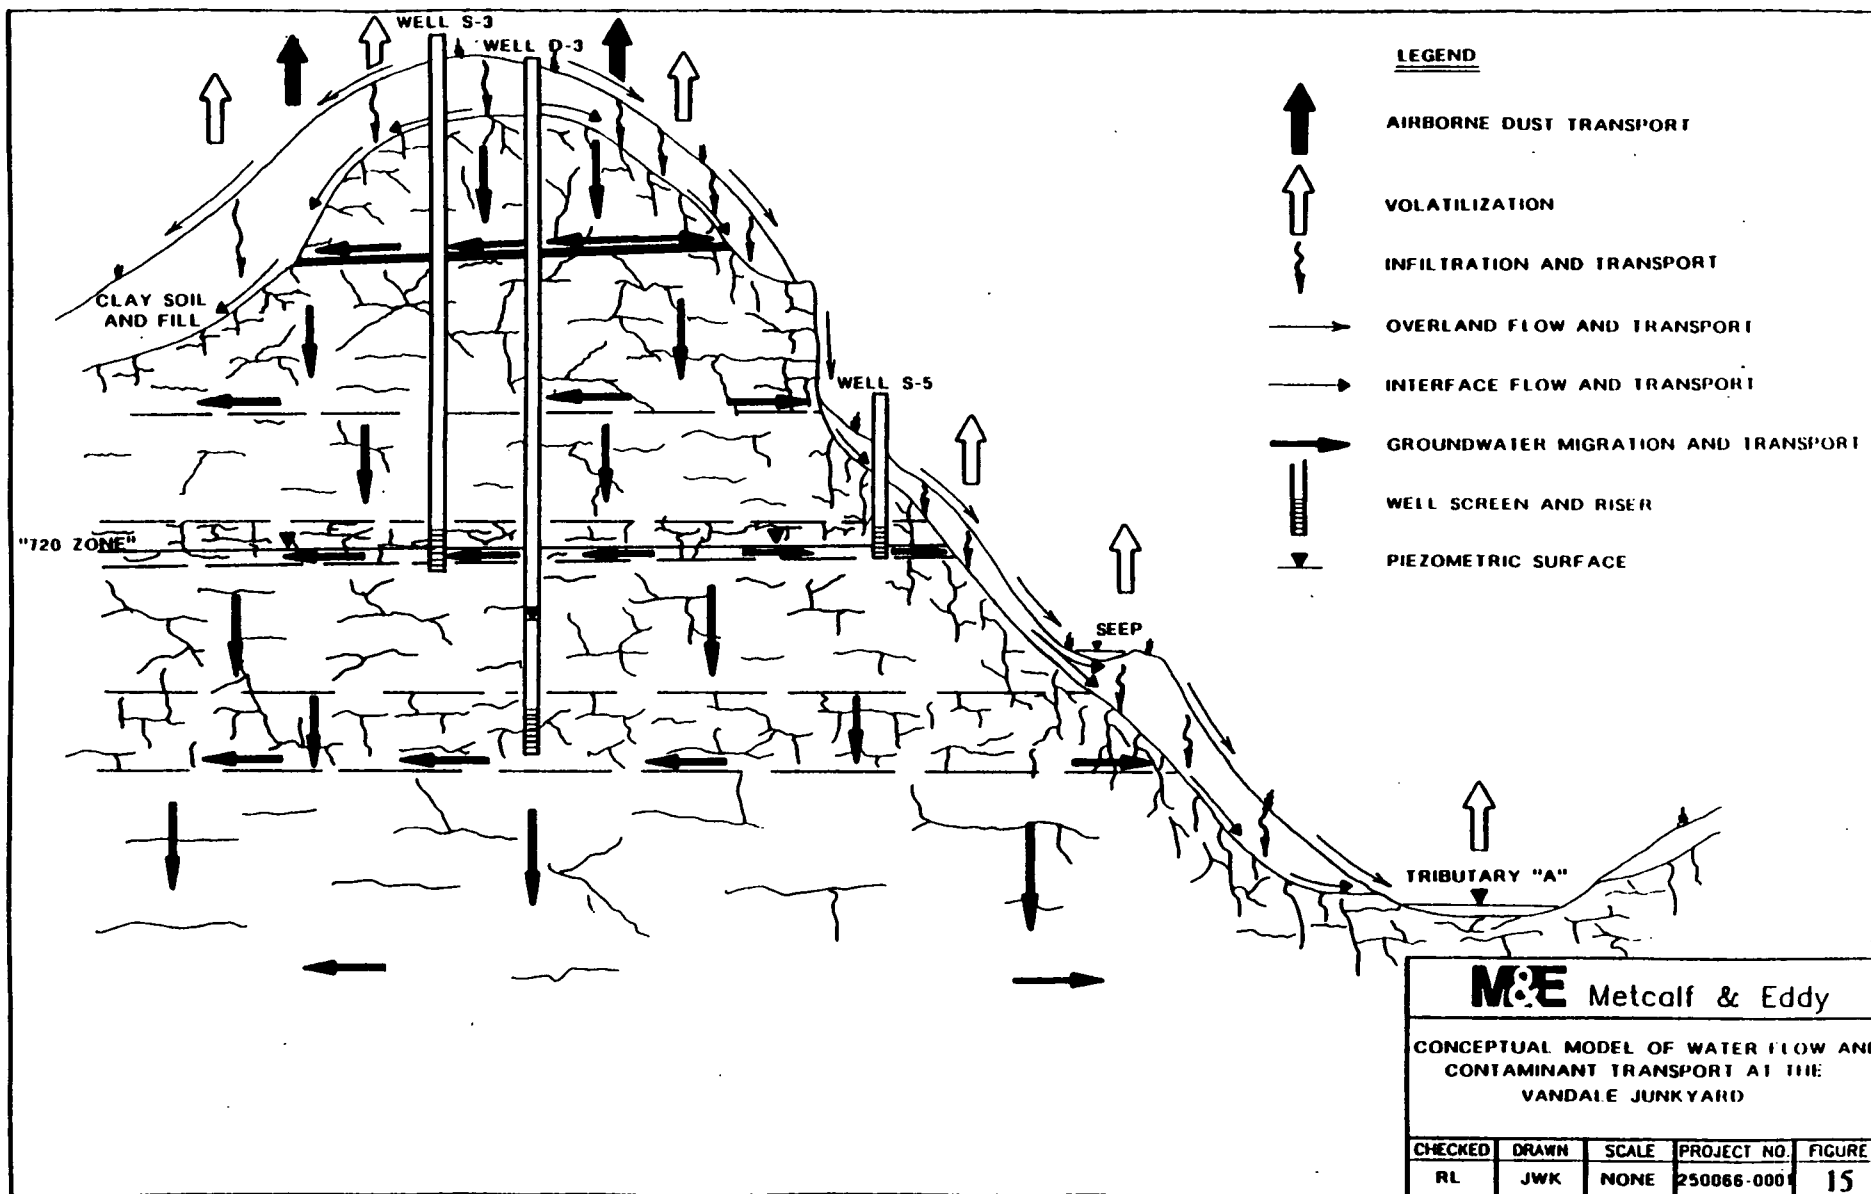 WELL S-3
WELL D-3
LEGEND
AIRBORNE DUST TRANSPORT
VOLATILIZATION
INFILTRATION AND TRANSPORT
CLAY SOIL
AND FILL
OVERLAND FLOW AND TRANSPORT
WELL S-5
INTERFACE FLOW AND TRANSPORT
GROUNDWATER MIGRATION AND TRANSPORT
WELL SCREEN AND RISER
"720 ZONE"
PIEZOMETRIC SURFACE
SEEP
TRIBUTARY "A"
M&E Metcalf & Eddy
CONCEPTUAL MODEL OF WATER FLOW AND
CONTAMINANT TRANSPORT AT THE
VANDALE JUNKYARD
CHECKED DRAWN SCALE PROJECT NO. FIGURE
RL JWK NONE 250066-0001 15